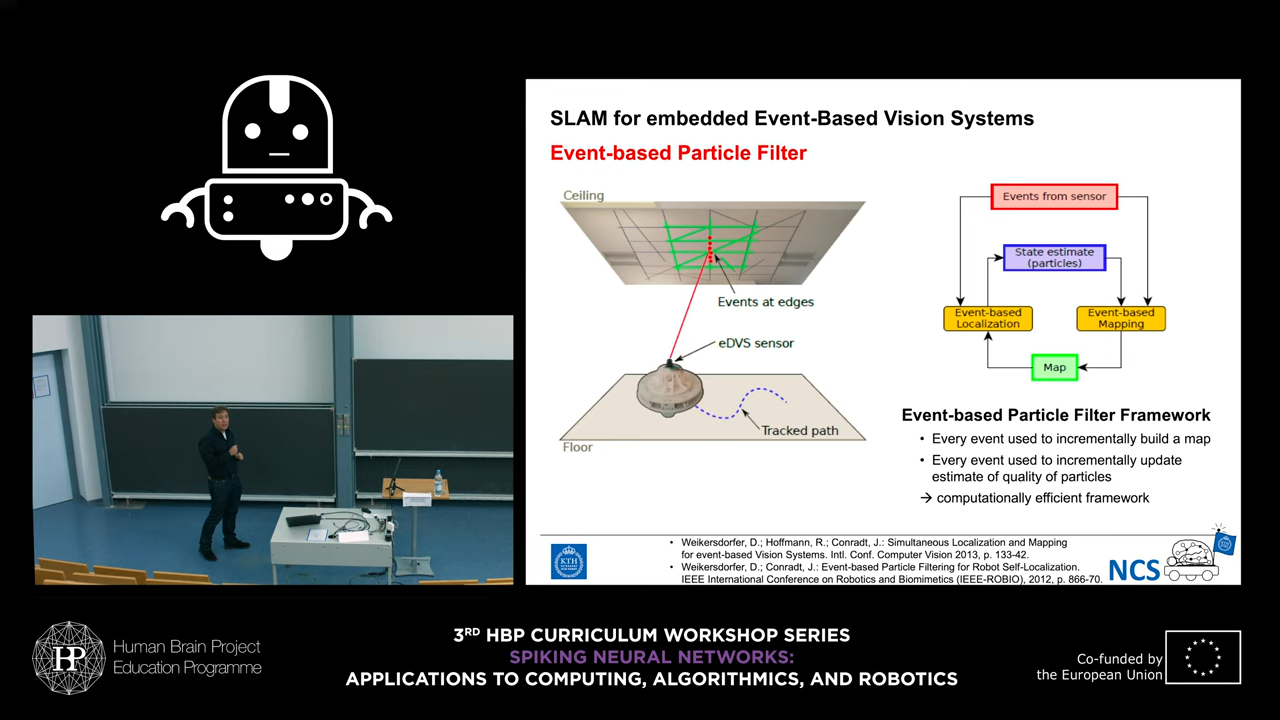 SLAM for embedded Event-Based Vision Systems
Event-based Particle Filter
Ceiling
Events at edges
eDVS sensor
Tracked path
Floor
Events from sensor
State estimate
(particles)
Event-based
Localization
Event-based
Mapping
Map
Event-based Particle Filter Framework
• Every event used to incrementally build a map
• Every event used to incrementally update
estimate of quality of particles
→ computationally efficient framework
• Weikersdorfer, D.; Hoffmann, R.; Conradt, J.: Simultaneous Localization and Mapping
for event-based Vision Systems. Intl. Conf. Computer Vision 2013, p. 133-42.
• Weikersdorfer, D.; Conradt, J.: Event-based Particle Filtering for Robot Self-Localization.
IEEE International Conference on Robotics and Biomimetics (IEEE-ROBIO), 2012, p. 866-70.
KTH
NCS
HP
Human Brain Project
Education Programme
3RD HBP CURRICULUM WORKSHOP SERIES
SPIKING NEURAL NETWORKS:
APPLICATIONS TO COMPUTING, ALGORITHMICS, AND ROBOTICS
Co-funded by
the European Union